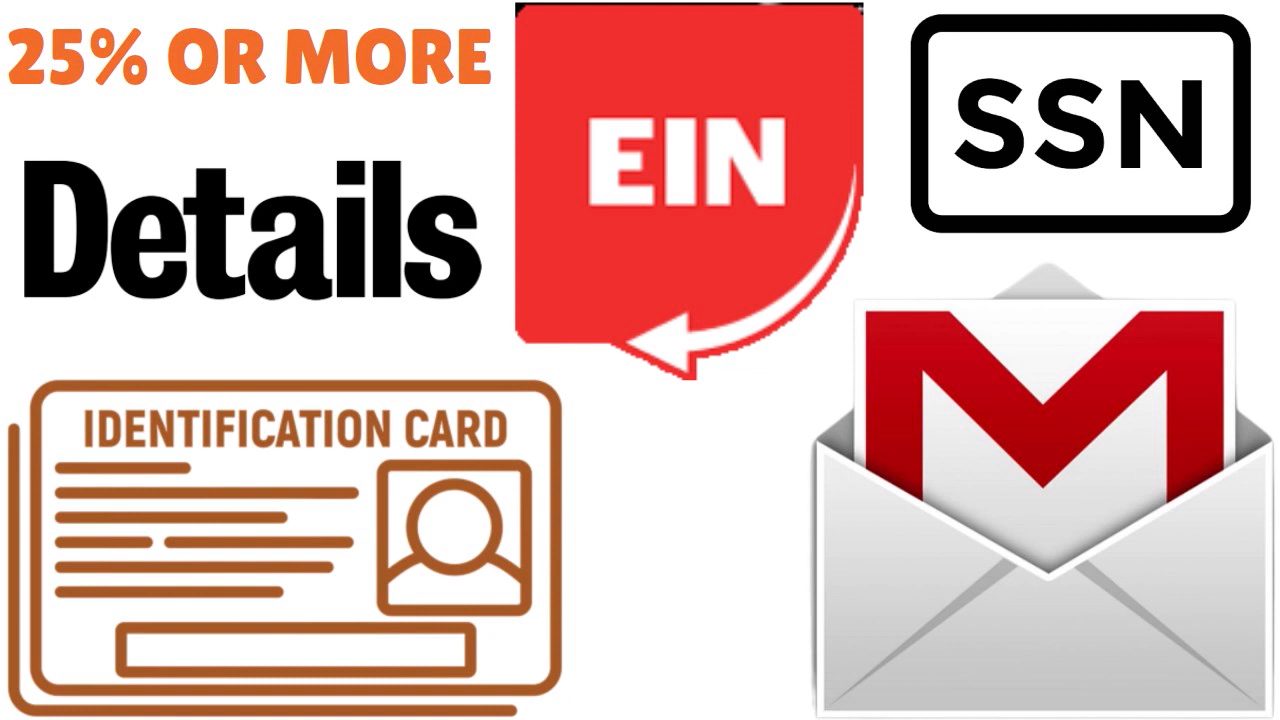 25% OR MORE
Details
EIN
SSN
IDENTIFICATION CARD
M